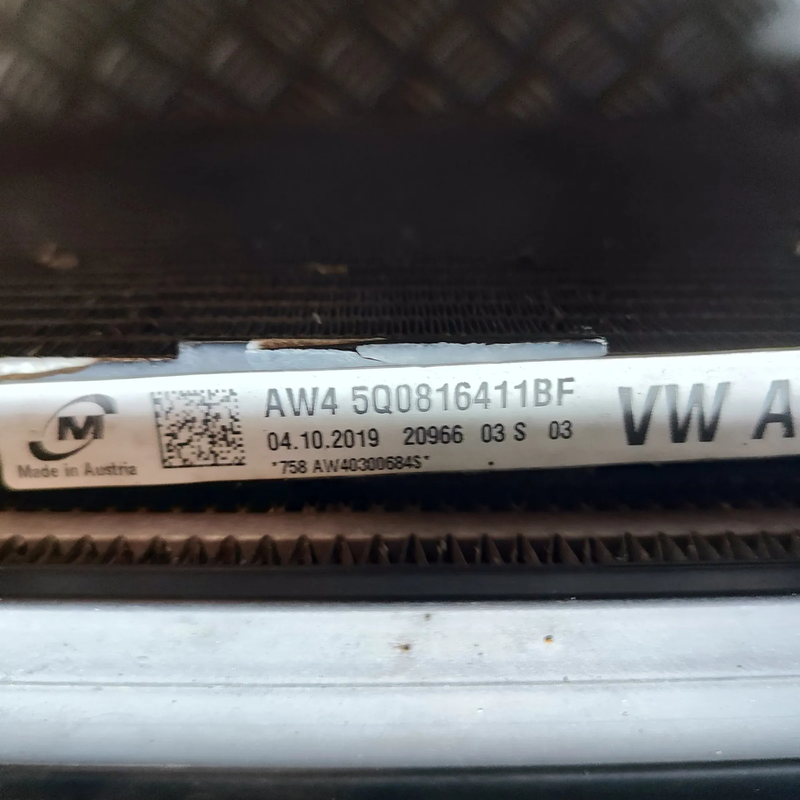 M
Made in Austria
AW4 5Q0816411BF
04.10.2019 20966 03 S 03
*758 AW40300684S*
VW A